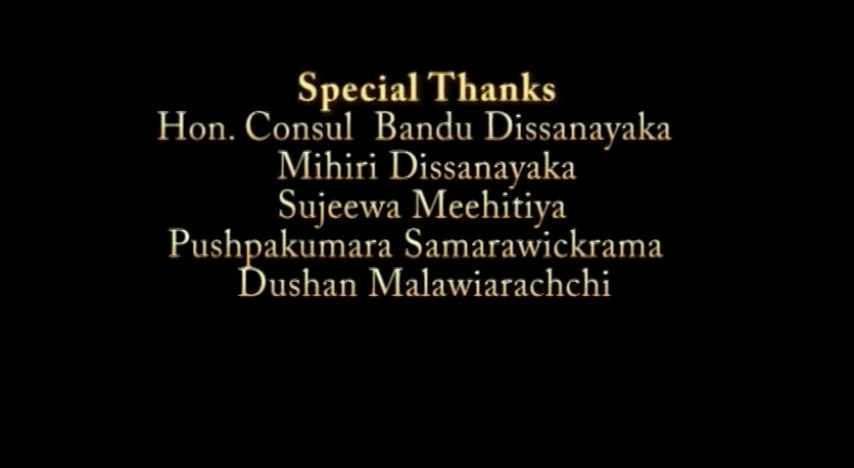 Special Thanks
Hon. Consul Bandu Dissanayaka
Mihiri Dissanayaka
Sujeewa Meehitiya
Pushpakumara Samarawickrama
Dushan Malawiarachchi